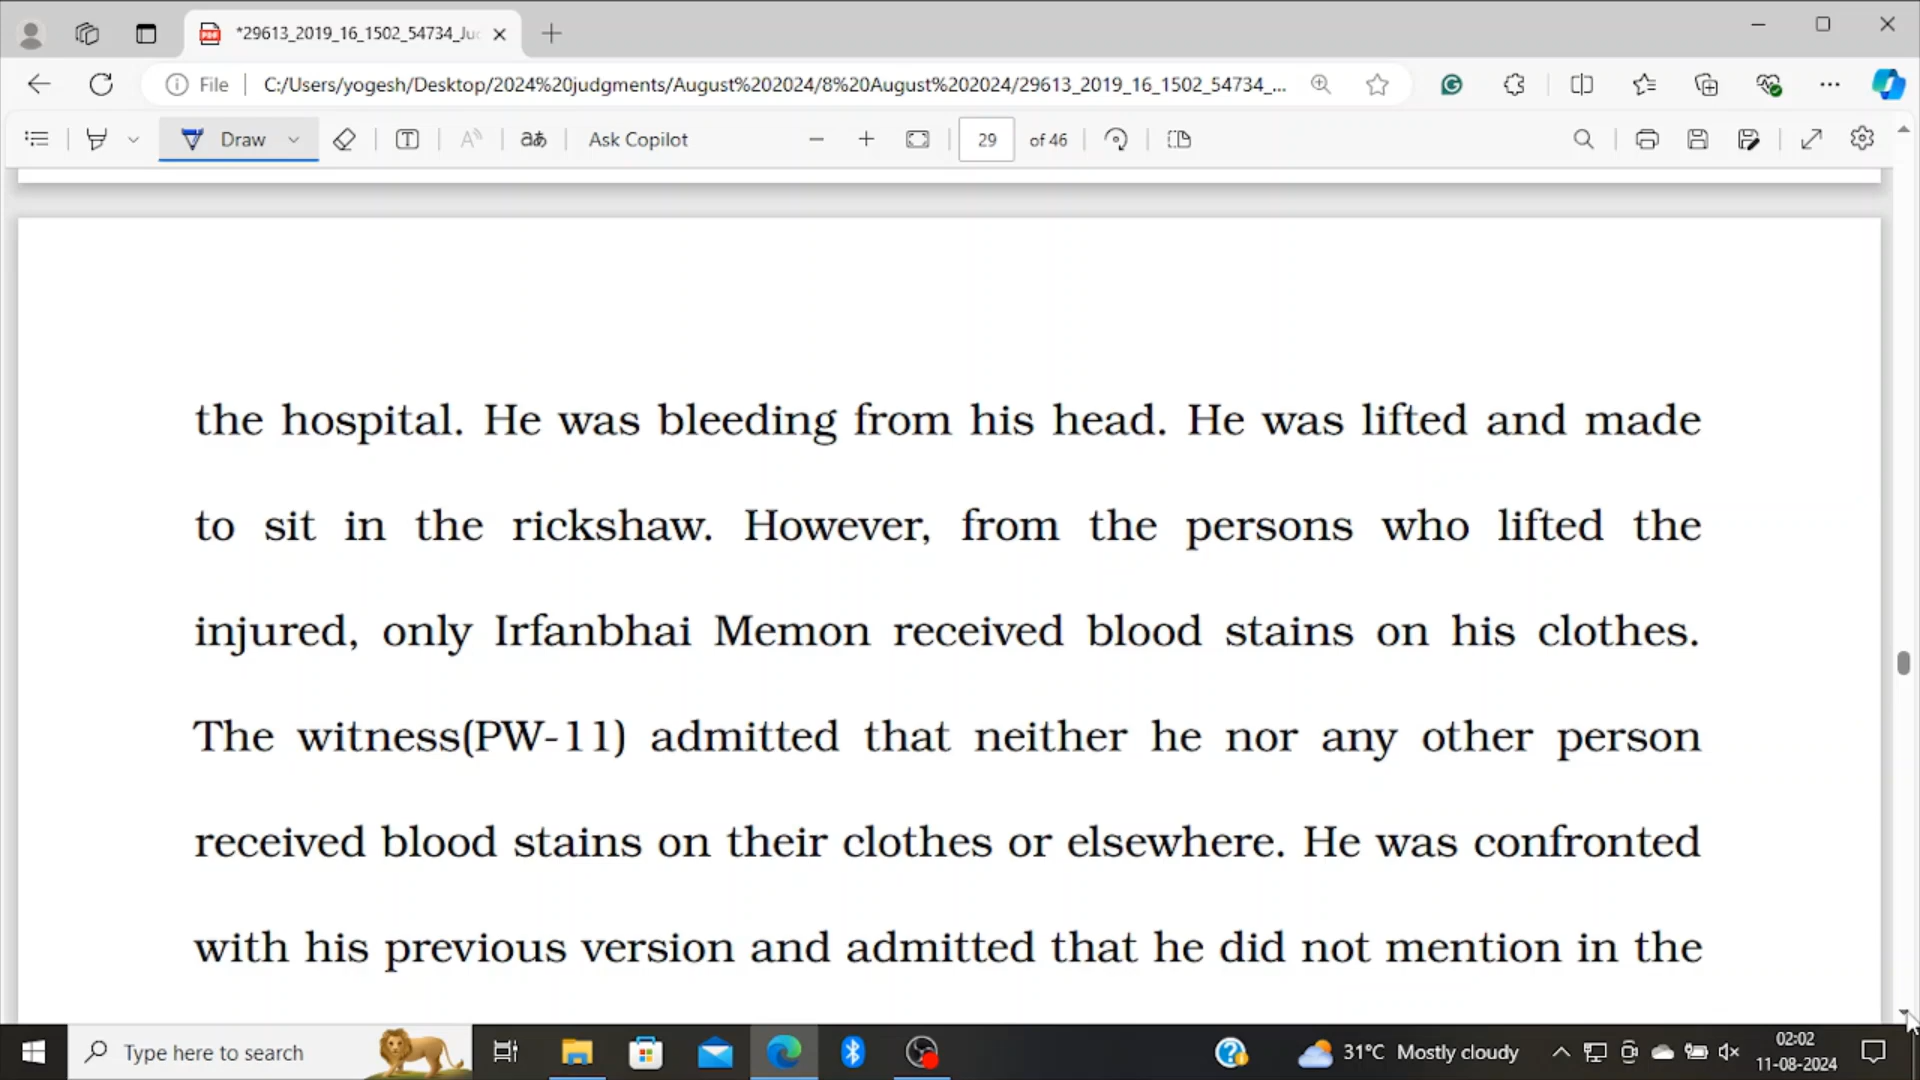 *29613_2019_16_1502_54734_Ju
File
C:/Users/yogesh/Desktop/2024%20judgments/August%202024/8%20August%202024/29613_2019_16_1502_54734_...
Draw
aあ
Ask Copilot
29
of 46
the hospital. He was bleeding from his head. He was lifted and made
to sit in the rickshaw. However, from the persons who lifted the
injured, only Irfanbhai Memon received blood stains on his clothes.
The witness(PW-11) admitted that neither he nor any other person
received blood stains on their clothes or elsewhere. He was confronted
with his previous version and admitted that he did not mention in the
Type here to search
31°C Mostly cloudy
02:02
11-08-2024